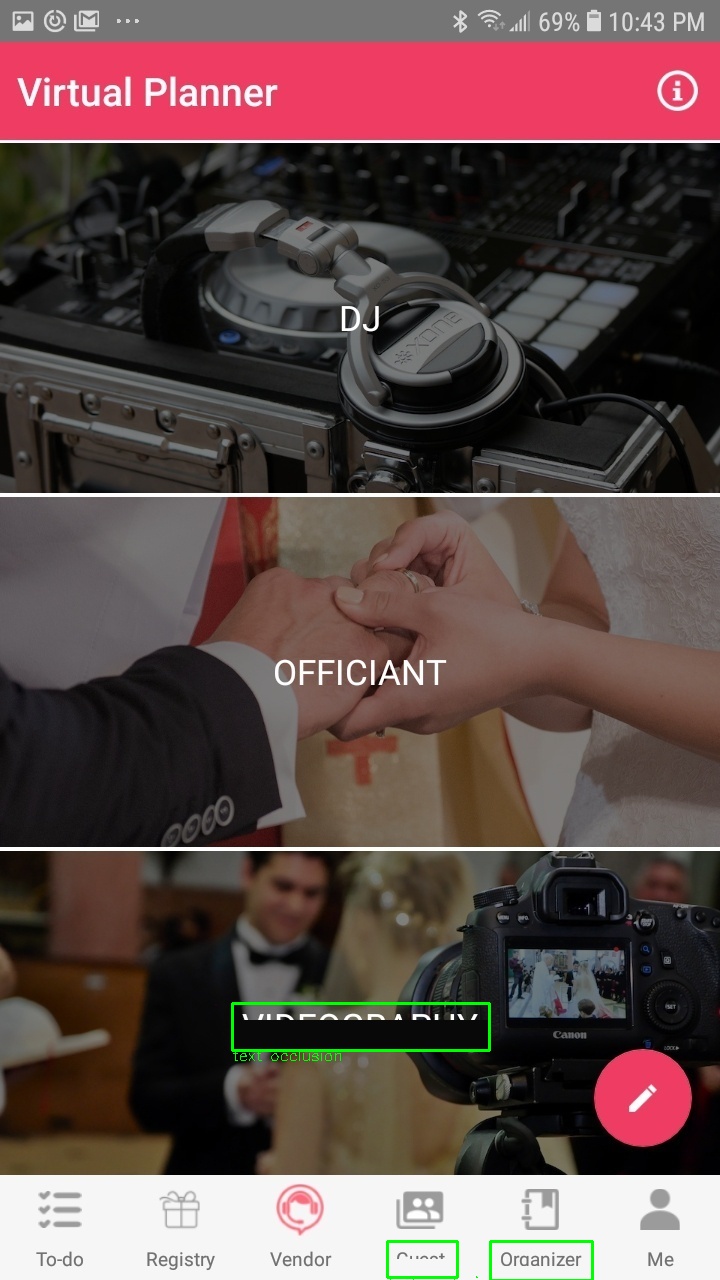 69% 10:43 PM
Virtual Planner
DJ
XONE
OFFICIANT
VIDEOGRAPHY
Canon
text occlusion
To-do
Registry
Vendor
Guest
Organizer
Me